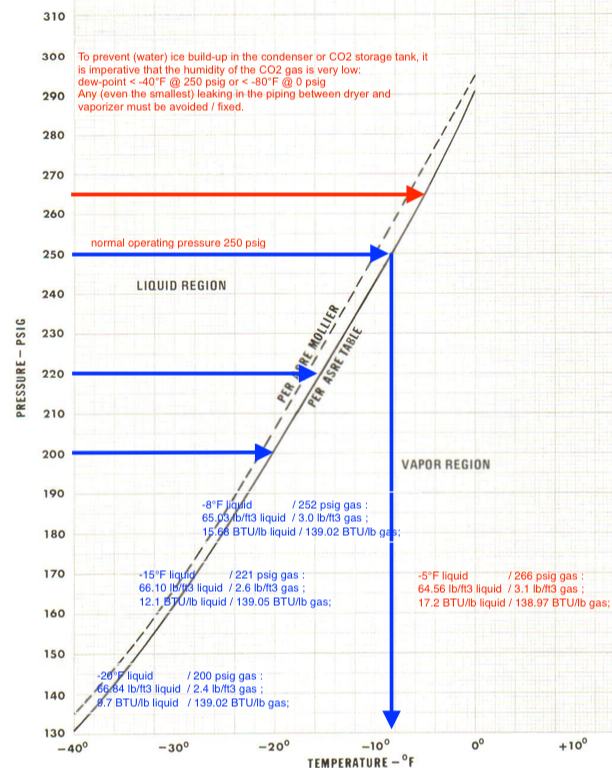 310
300
To prevent (water) ice build-up in the condenser or CO2 storage tank, it
is imperative that the humidity of the CO2 gas is very low:
dew-point < -40°F @ 250 psig or < -80°F @ 0 psig
Any (even the smallest) leaking in the piping between dryer and
vaporizer must be avoided / fixed.
290
280
270
260
normal operating pressure 250 psig
250
LIQUID REGION
240
230
PER ASRE MOLLIER
PER ASRE TABLE
PRESSURE – PSIG
220
210
200
VAPOR REGION
190
-8°F liquid / 252 psig gas :
65.03 lb/ft3 liquid / 3.0 lb/ft3 gas ;
15.68 BTU/lb liquid / 139.02 BTU/lb gas;
180
170
-15°F liquid / 221 psig gas :
66.10 lb/ft3 liquid / 2.6 lb/ft3 gas ;
12.1 BTU/lb liquid / 139.05 BTU/lb gas;
-5°F liquid / 266 psig gas :
64.56 lb/ft3 liquid / 3.1 lb/ft3 gas ;
17.2 BTU/lb liquid / 138.97 BTU/lb gas;
160
150
-20°F liquid / 200 psig gas :
66.84 lb/ft3 liquid / 2.4 lb/ft3 gas ;
9.7 BTU/lb liquid / 139.02 BTU/lb gas;
140
130
-40° -30° -20° -10° 0° +10°
TEMPERATURE – °F